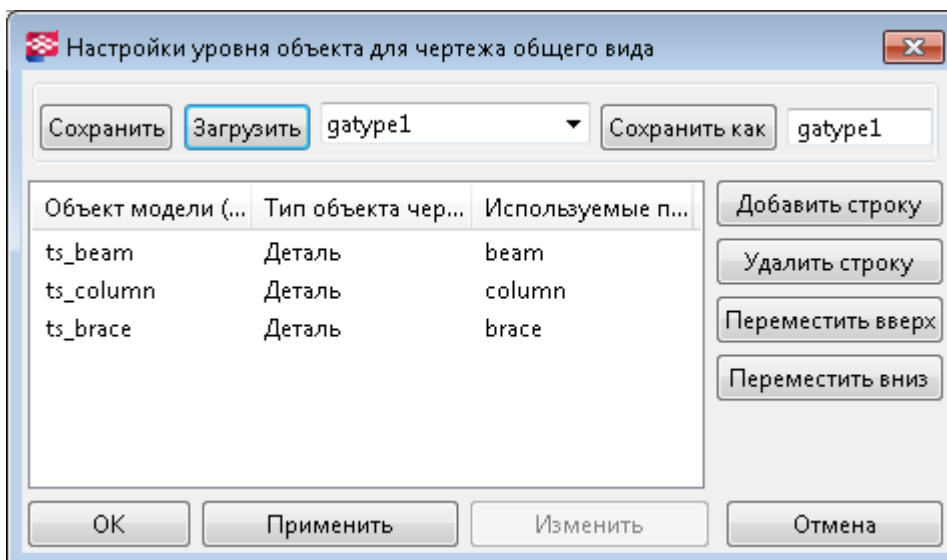 Настройки уровня объекта для чертежа общего вида
Сохранить Загрузить gatype1 Сохранить как gatype1
Объект модели (... Тип объекта чер... Используемые п... Добавить строку
ts_beam Деталь beam Удалить строку
ts_column Деталь column
ts_brace Деталь brace Переместить вверх
Переместить вниз
OK Применить Изменить Отмена